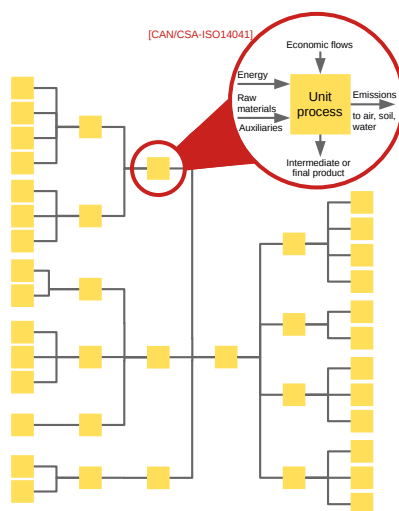 [CAN/CSA-ISO14041]
Economic flows
Energy
Raw
materials
Auxiliaries
Unit
process
Emissions
to air, soil,
water
Intermediate or
final product